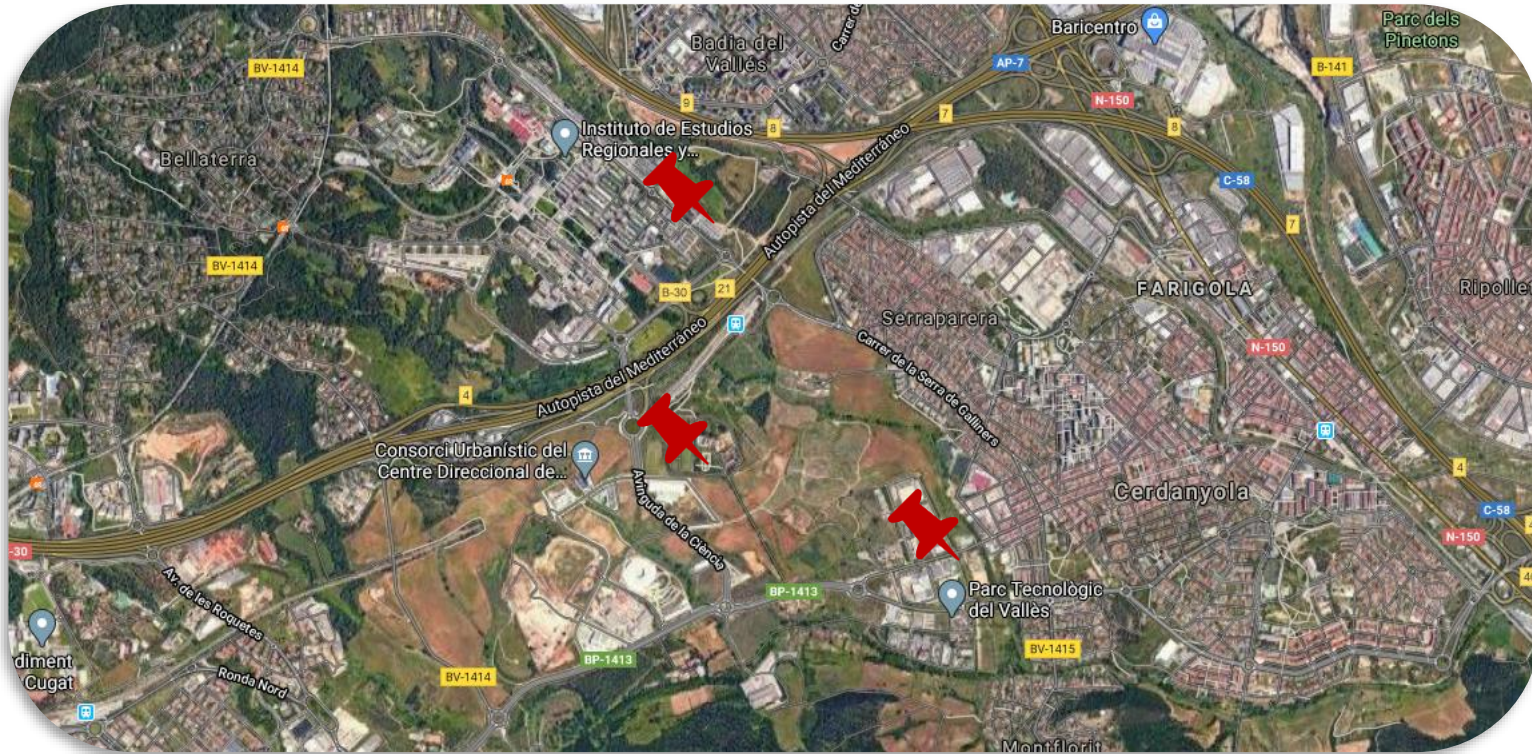 Baricentro
Parc dels
Pinetons
Badia del
Vallés
Carrer de
BV-1414
AP-7
B-141
N-150
9
8
7
8
Instituto de Estudios
Regionales y...
Bellaterra
Autopista del Mediterráneo
C-58
7
BV-1414
B-30
21
FARIGOLA
Ripollet
Serraparera
Carrer de la Serra de Galliners
N-150
Autopista del Mediterráneo
4
Consorci Urbanístic del
Centre Direccional de...
Avinguda de la Ciència
4
Cerdanyola
C-58
N-150
-30
Av. de les Roquetes
BP-1413
Parc Tecnològic
del Vallès
diment
Cugat
BP-1413
BV-1415
BV-1414
Ronda Nord
Montflorit